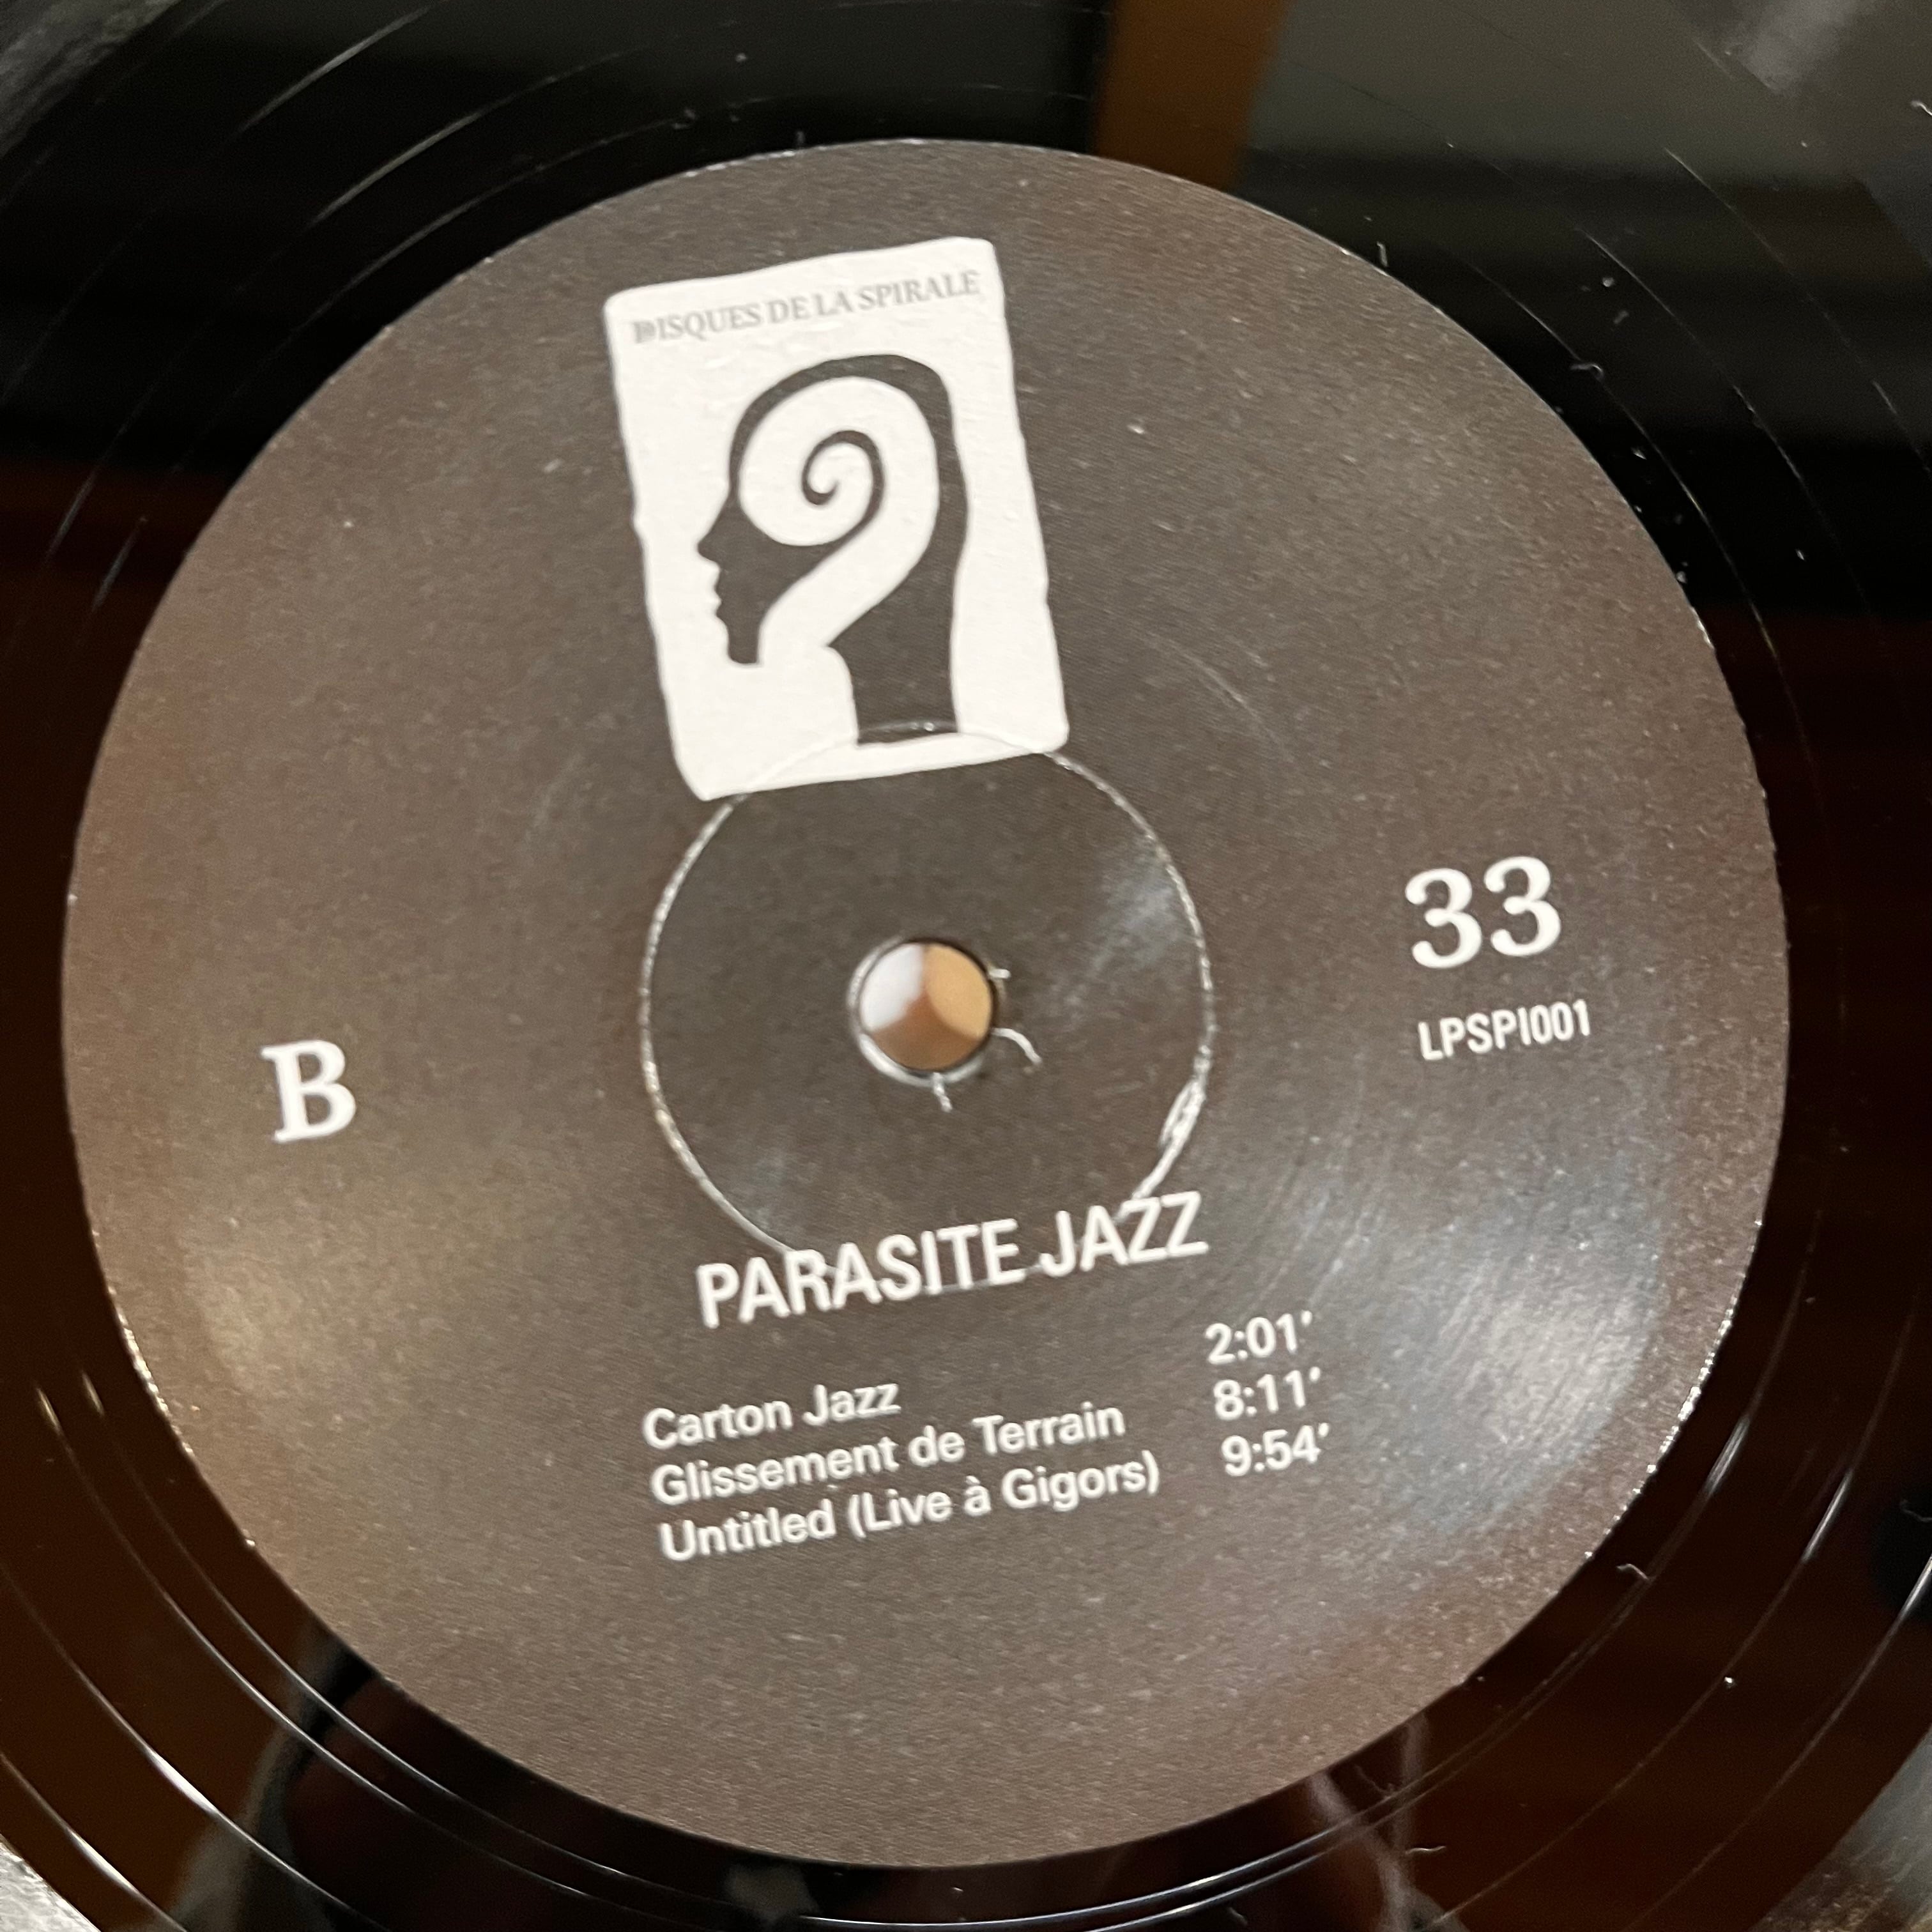 DISQUES DE LA SPIRALE
33
LPSPI001
B
PARASITE JAZZ
Carton Jazz 2:01'
Glissement de Terrain 8:11'
Untitled (Live à Gigors) 9:54'